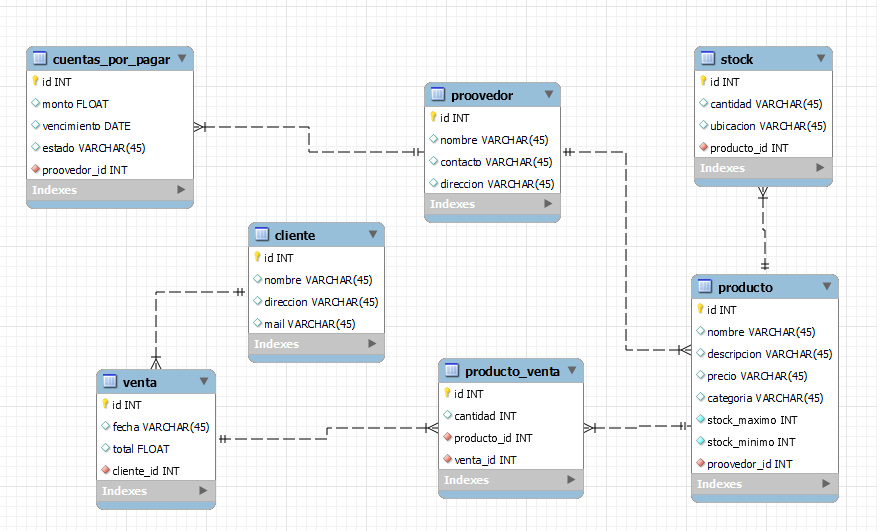 cuentas_por_pagar
id INT
monto FLOAT
vencimiento DATE
estado VARCHAR(45)
proovedor_id INT
Indexes
proovedor
id INT
nombre VARCHAR(45)
contacto VARCHAR(45)
direccion VARCHAR(45)
Indexes
stock
id INT
cantidad VARCHAR(45)
ubicacion VARCHAR(45)
producto_id INT
Indexes
cliente
id INT
nombre VARCHAR(45)
direccion VARCHAR(45)
mail VARCHAR(45)
Indexes
producto
id INT
nombre VARCHAR(45)
descripcion VARCHAR(45)
precio VARCHAR(45)
categoria VARCHAR(45)
stock_maximo INT
stock_minimo INT
proovedor_id INT
Indexes
venta
id INT
fecha VARCHAR(45)
total FLOAT
cliente_id INT
Indexes
producto_venta
id INT
cantidad INT
producto_id INT
venta_id INT
Indexes